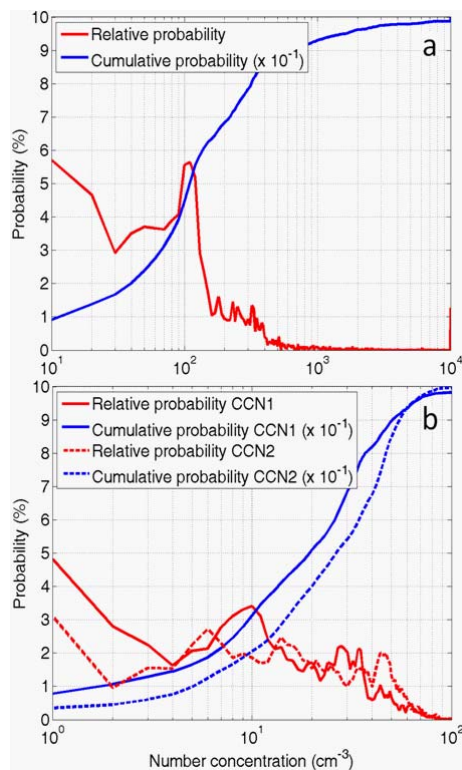 10
9
8
7
6
5
4
3
2
1
0
Probability (%)
Relative probability
Cumulative probability (x 10⁻¹)
a
10¹
10²
10³
10⁴
10
9
8
7
6
5
4
3
2
1
0
Probability (%)
Relative probability CCN1
Cumulative probability CCN1 (x 10⁻¹)
Relative probability CCN2
Cumulative probability CCN2 (x 10⁻¹)
b
10⁰
10¹
10²
Number concentration (cm⁻³)